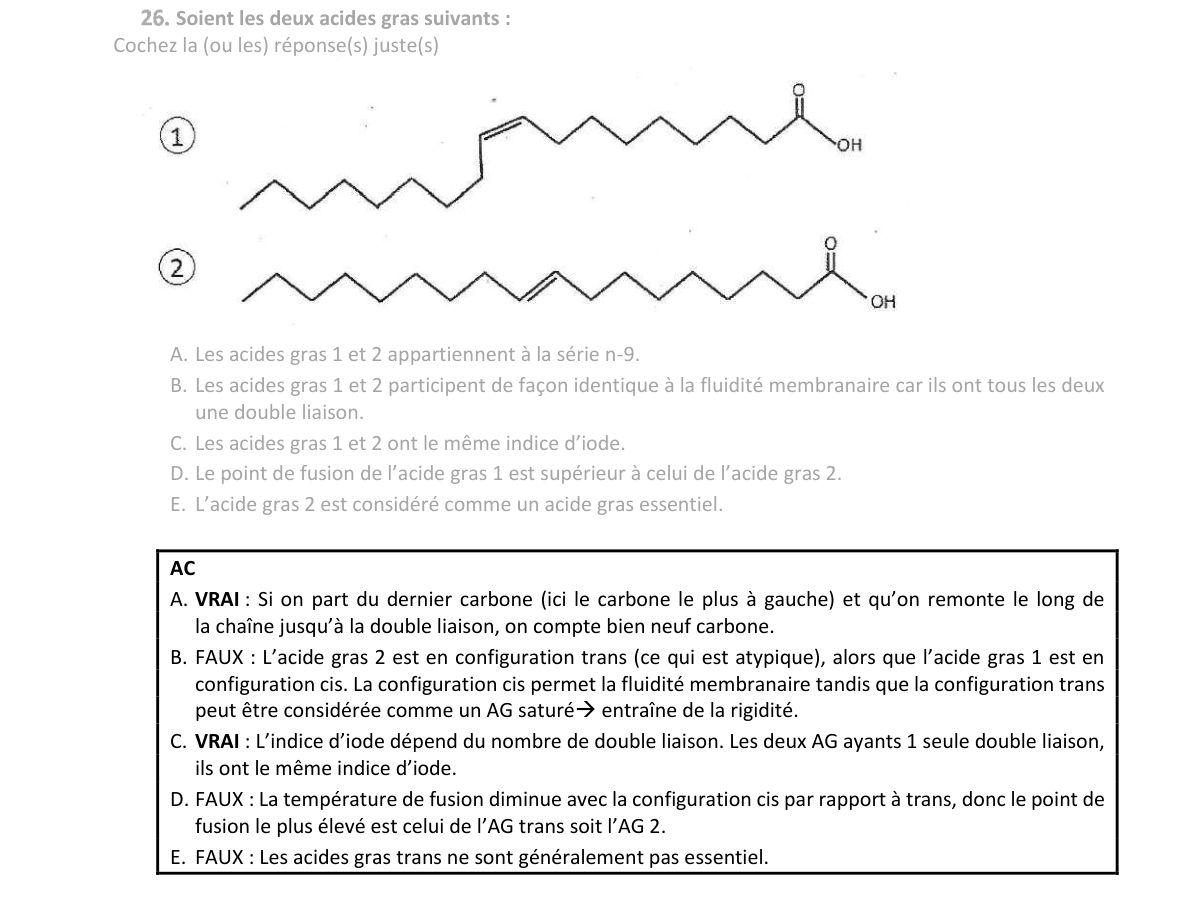 26. Soient les deux acides gras suivants :
Cochez la (ou les) réponse(s) juste(s)
1
O
OH
2
O
OH
A. Les acides gras 1 et 2 appartiennent à la série n-9.
B. Les acides gras 1 et 2 participent de façon identique à la fluidité membranaire car ils ont tous les deux
une double liaison.
C. Les acides gras 1 et 2 ont le même indice d’iode.
D. Le point de fusion de l’acide gras 1 est supérieur à celui de l’acide gras 2.
E. L’acide gras 2 est considéré comme un acide gras essentiel.
AC
A. VRAI : Si on part du dernier carbone (ici le carbone le plus à gauche) et qu’on remonte le long de
la chaîne jusqu’à la double liaison, on compte bien neuf carbone.
B. FAUX : L’acide gras 2 est en configuration trans (ce qui est atypique), alors que l’acide gras 1 est en
configuration cis. La configuration cis permet la fluidité membranaire tandis que la configuration trans
peut être considérée comme un AG saturé→ entraîne de la rigidité.
C. VRAI : L’indice d’iode dépend du nombre de double liaison. Les deux AG ayants 1 seule double liaison,
ils ont le même indice d’iode.
D. FAUX : La température de fusion diminue avec la configuration cis par rapport à trans, donc le point de
fusion le plus élevé est celui de l’AG trans soit l’AG 2.
E. FAUX : Les acides gras trans ne sont généralement pas essentiel.